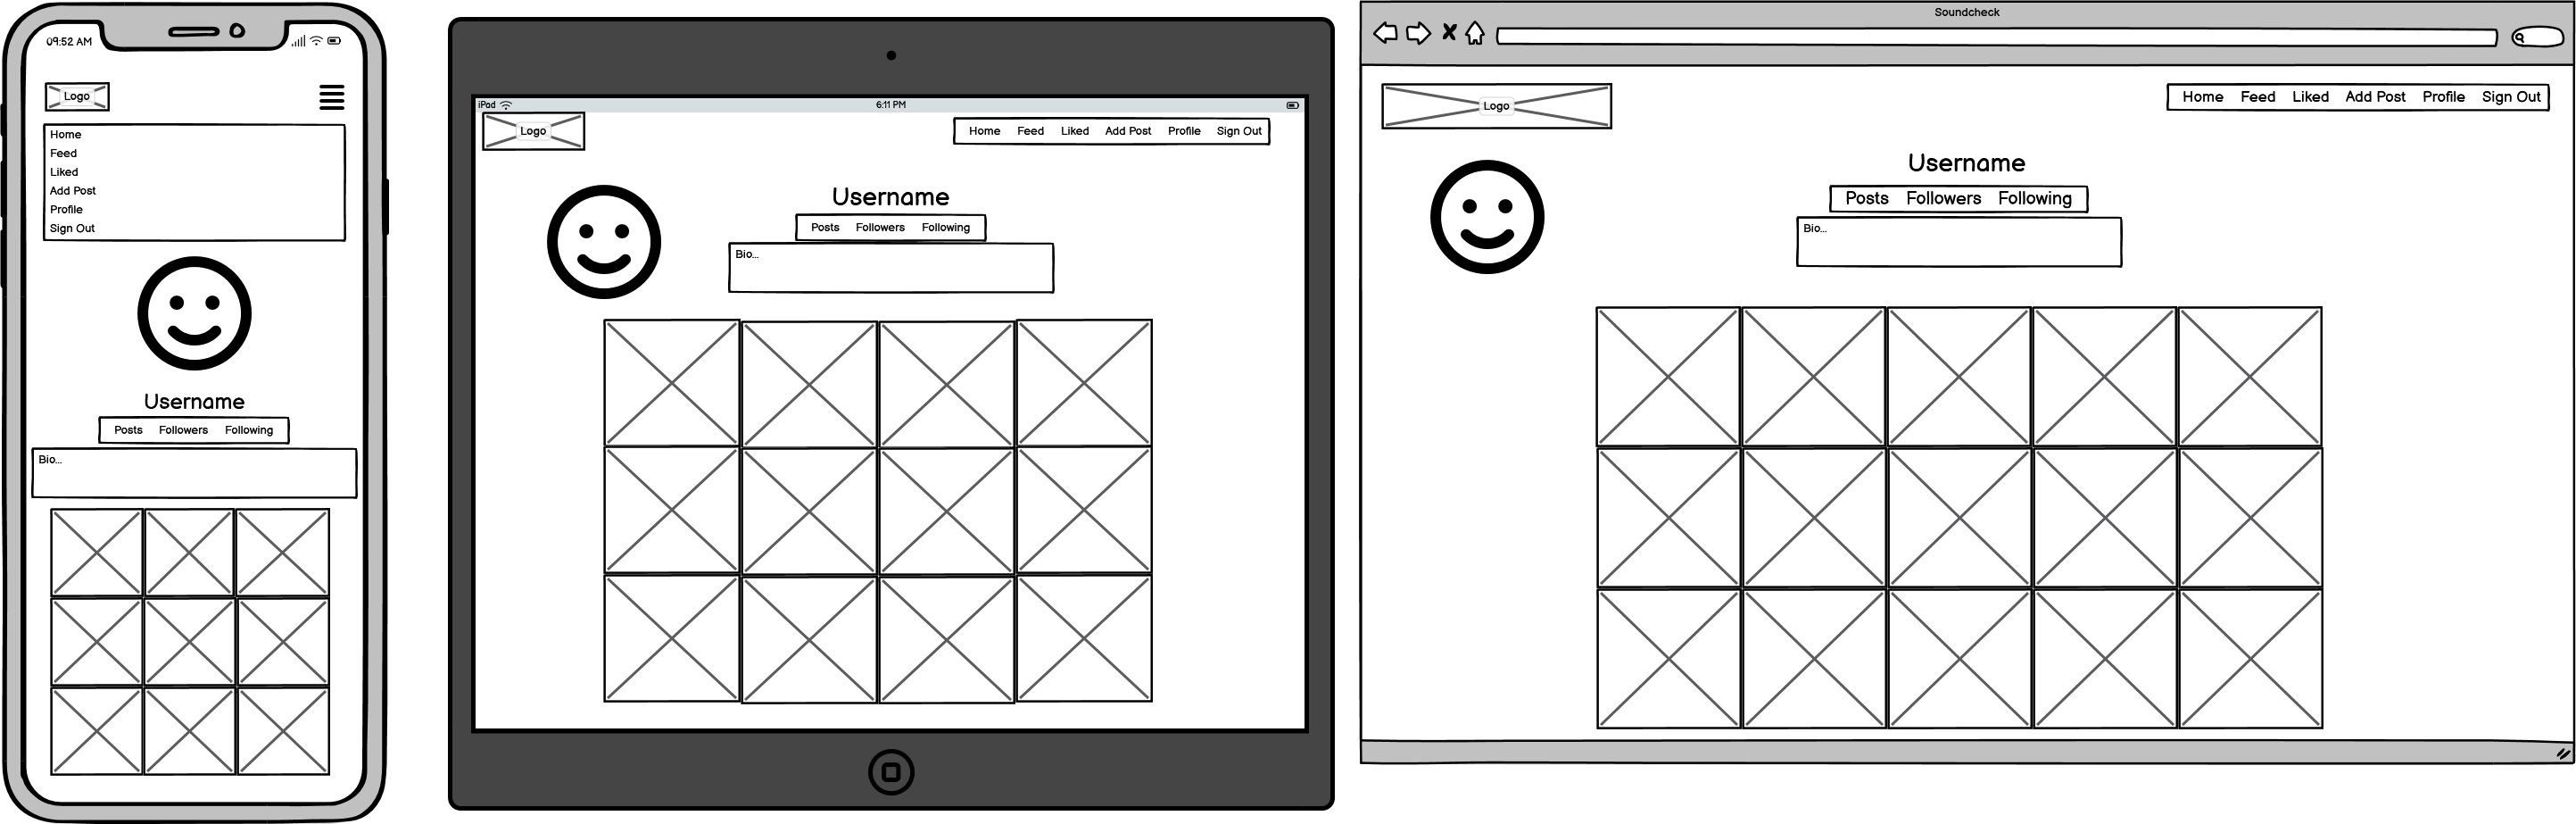 09:52 AM
Logo
Home
Feed
Liked
Add Post
Profile
Sign Out
Username
Posts Followers Following
Bio...
iPad
6:11 PM
Logo
Home Feed Liked Add Post Profile Sign Out
Username
Posts Followers Following
Bio...
Soundcheck
Logo
Home Feed Liked Add Post Profile Sign Out
Username
Posts Followers Following
Bio...